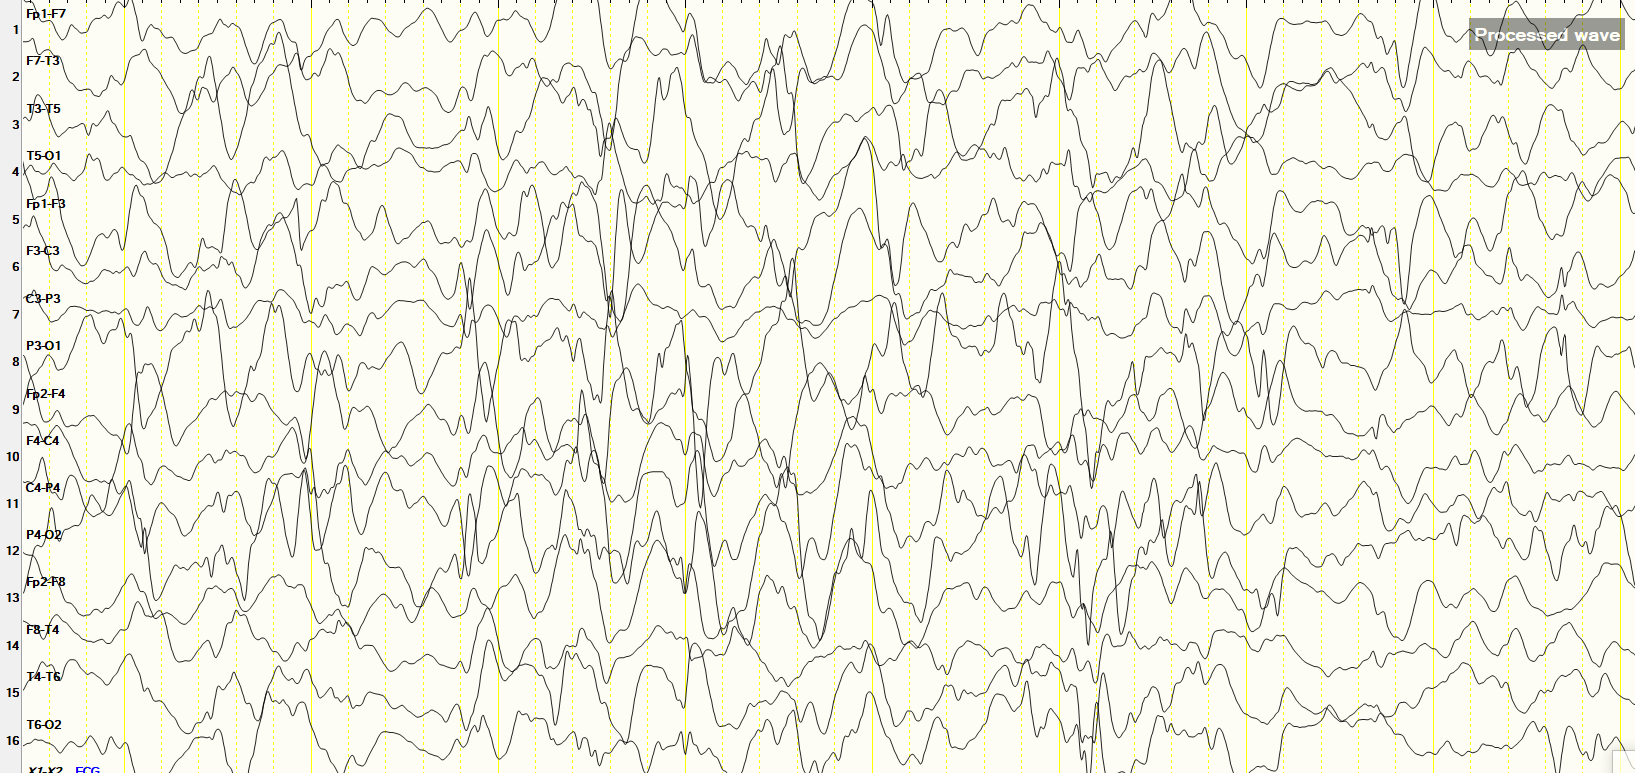 Fp1-F7
1
Processed wave
F7-T3
2
T3-T5
3
T5-O1
4
Fp1-F3
5
F3-C3
6
C3-P3
7
P3-O1
8
Fp2-F4
9
F4-C4
10
C4-P4
11
P4-O2
12
Fp2-F8
13
F8-T4
14
T4-T6
15
T6-O2
16
X1-X2 ECG